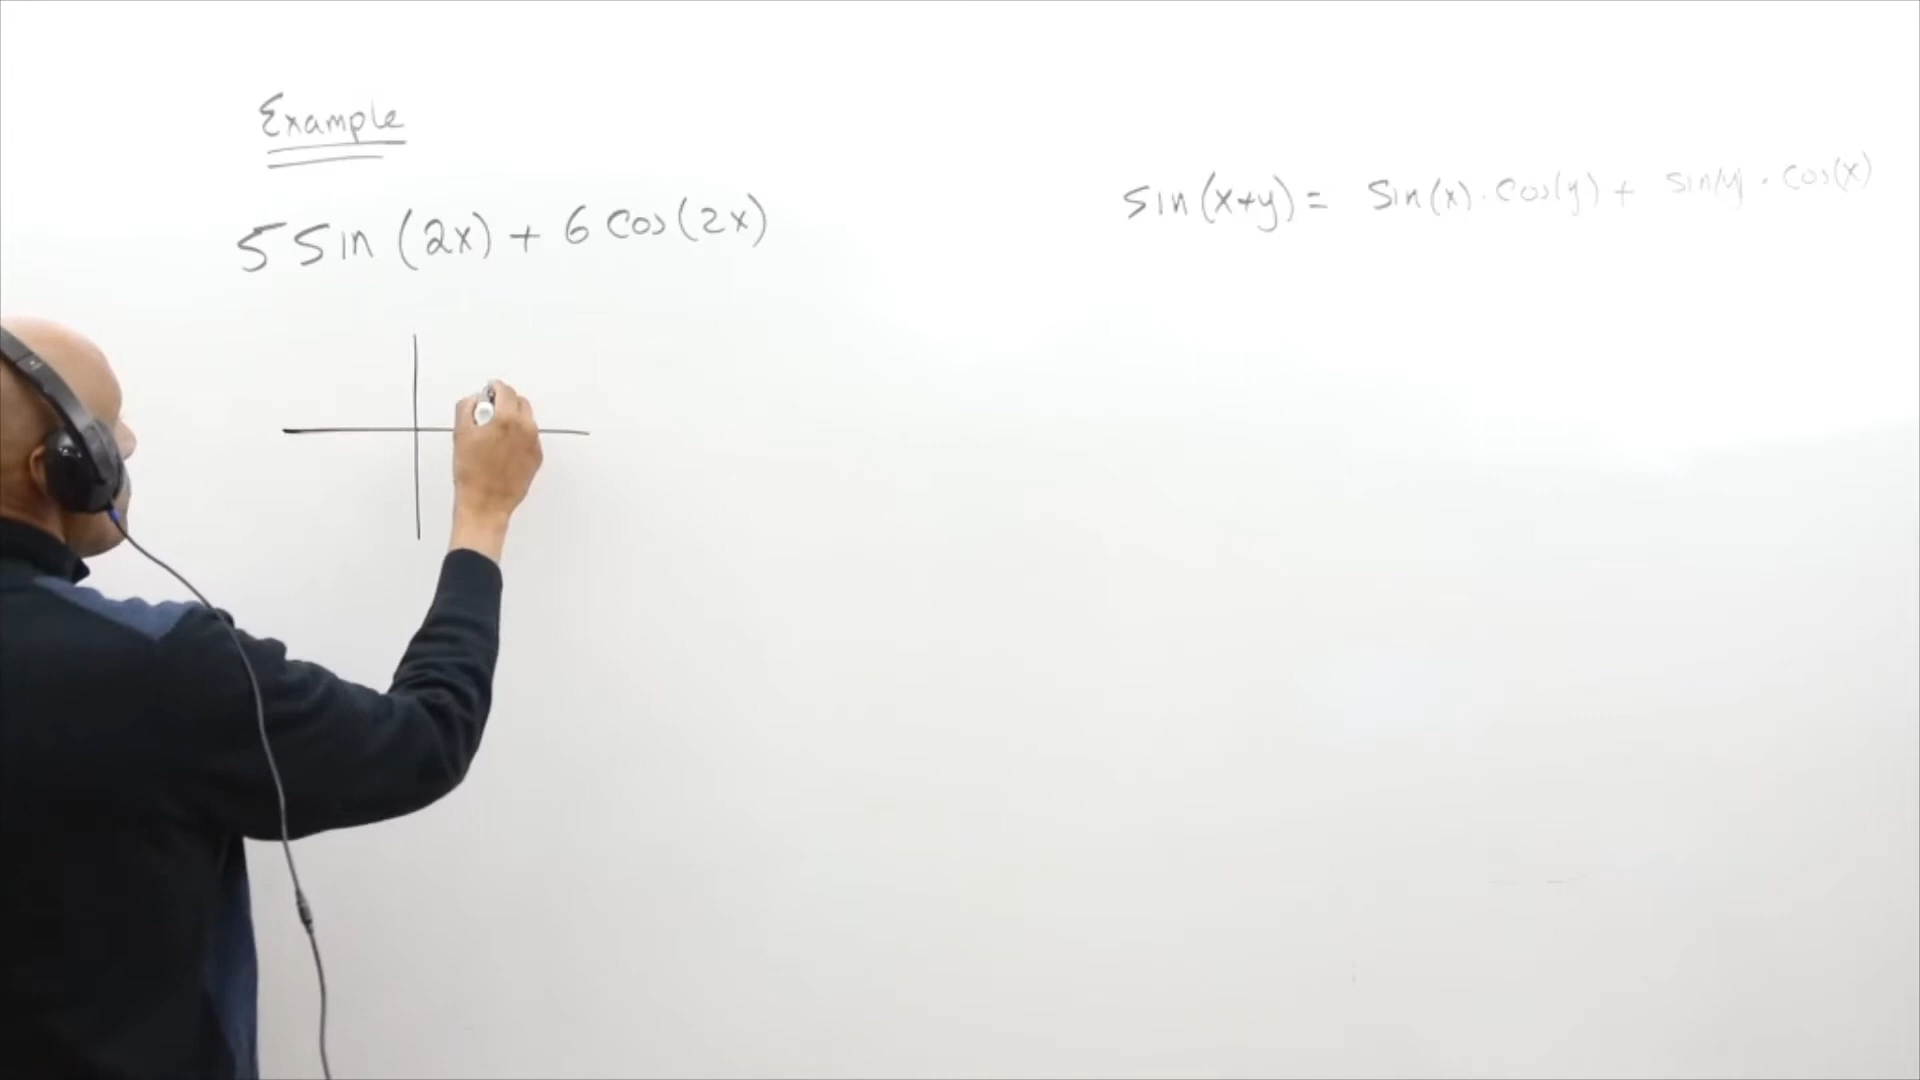 Example
5 sin (2x) + 6 cos(2x)
sin (x+y) = sin(x) · cos(y) + sin(y) · cos(x)